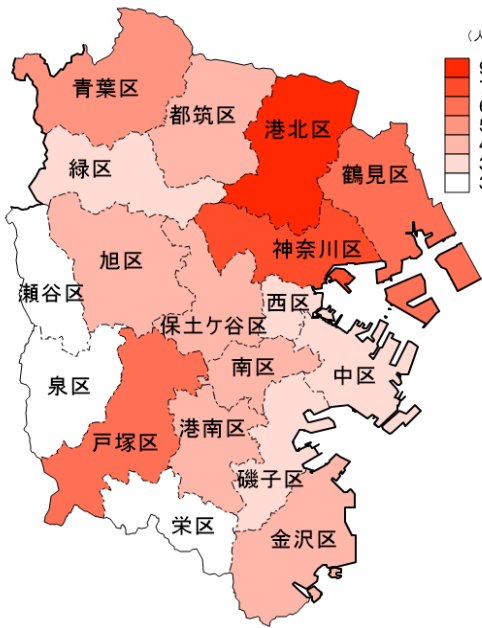 （人
青葉区
都筑区
港北区
緑区
鶴見区
神奈川区
旭区
瀬谷区
西区
保土ケ谷区
南区
中区
泉区
戸塚区
港南区
磯子区
栄区
金沢区